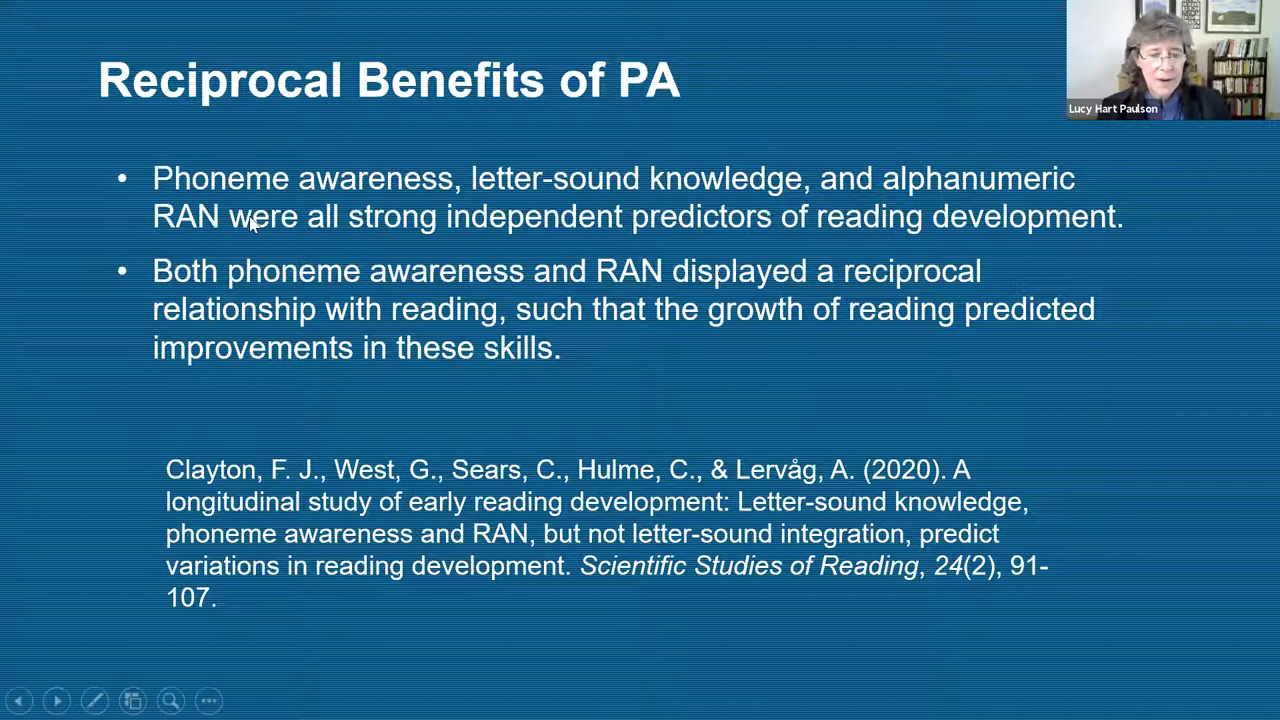 Reciprocal Benefits of PA
Lucy Hart Paulson
• Phoneme awareness, letter-sound knowledge, and alphanumeric
RAN were all strong independent predictors of reading development.
• Both phoneme awareness and RAN displayed a reciprocal
relationship with reading, such that the growth of reading predicted
improvements in these skills.
Clayton, F. J., West, G., Sears, C., Hulme, C., & Lervåg, A. (2020). A
longitudinal study of early reading development: Letter-sound knowledge,
phoneme awareness and RAN, but not letter-sound integration, predict
variations in reading development. Scientific Studies of Reading, 24(2), 91-
107.